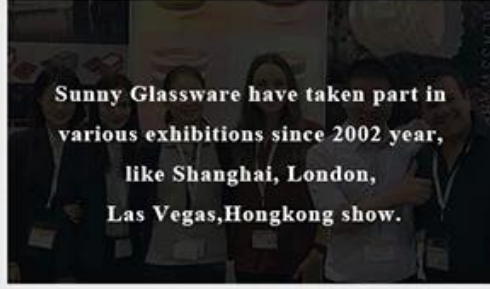 Sunny Glassware have taken part in
various exhibitions since 2002 year,
like Shanghai, London,
Las Vegas,Hongkong show.